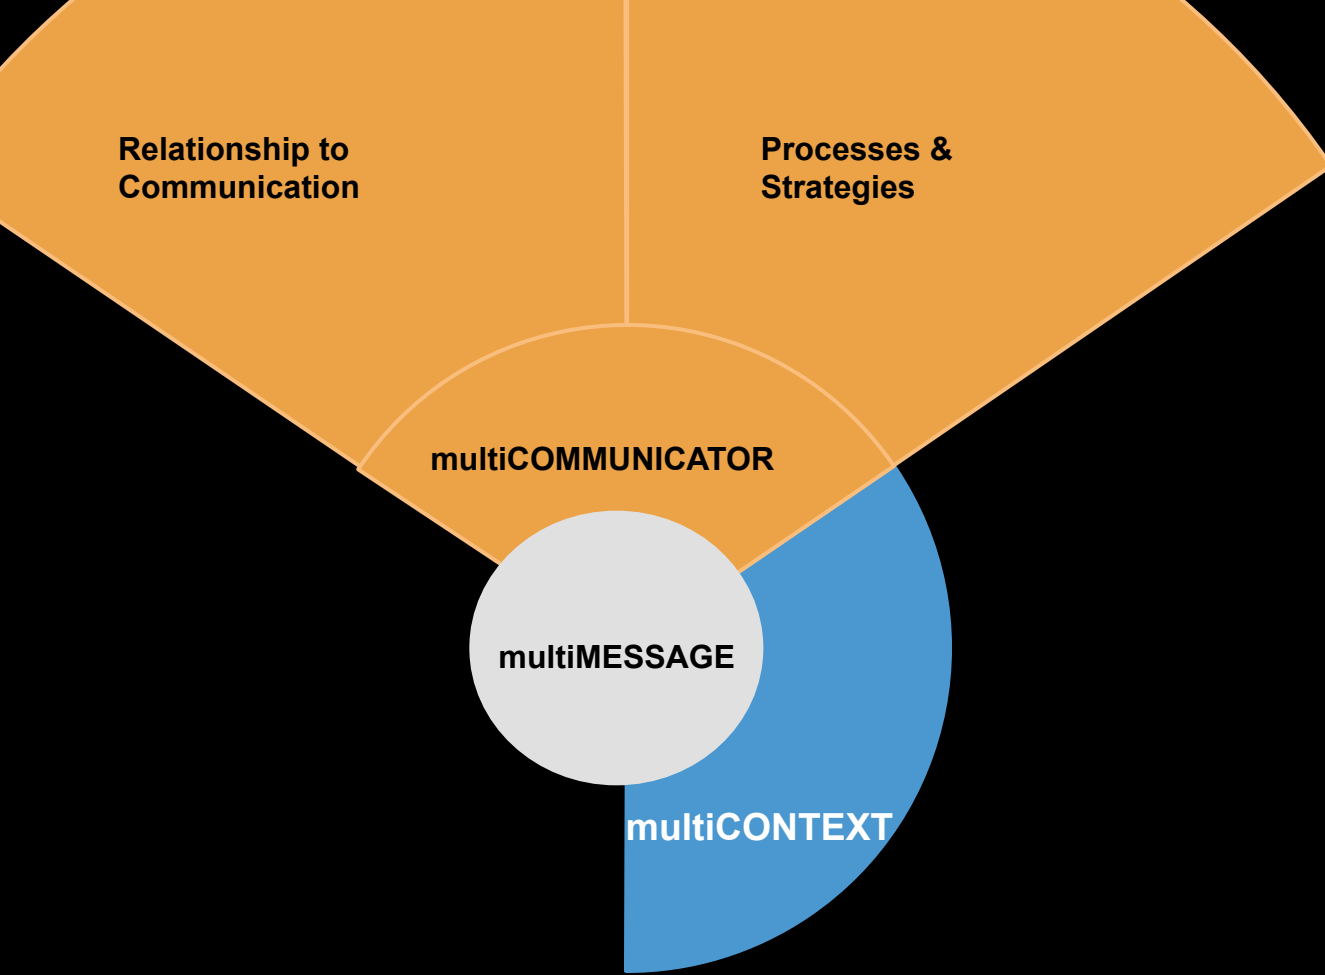 Relationship to
Communication
Processes &
Strategies
multiCOMMUNICATOR
multiMESSAGE
multiCONTEXT